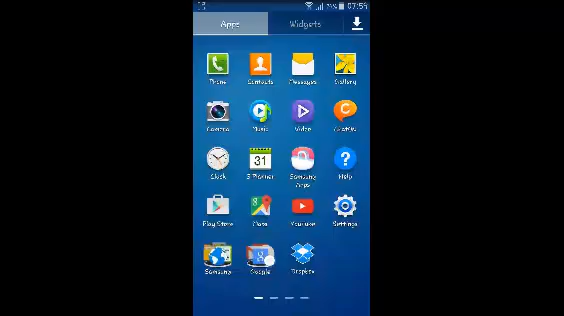 07:54
Apps Widgets
Phone Contacts Messages Gallery
Camera Music Video ChatON
Clock S Planner Samsung Apps Help
31
Play Store Maps YouTube Settings
Samsung Google Dropbox